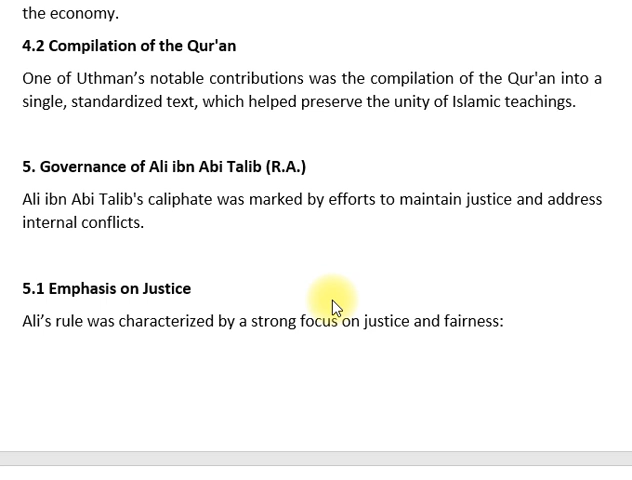 the economy.
4.2 Compilation of the Qur'an
One of Uthman’s notable contributions was the compilation of the Qur'an into a
single, standardized text, which helped preserve the unity of Islamic teachings.
5. Governance of Ali ibn Abi Talib (R.A.)
Ali ibn Abi Talib's caliphate was marked by efforts to maintain justice and address
internal conflicts.
5.1 Emphasis on Justice
Ali’s rule was characterized by a strong focus on justice and fairness: